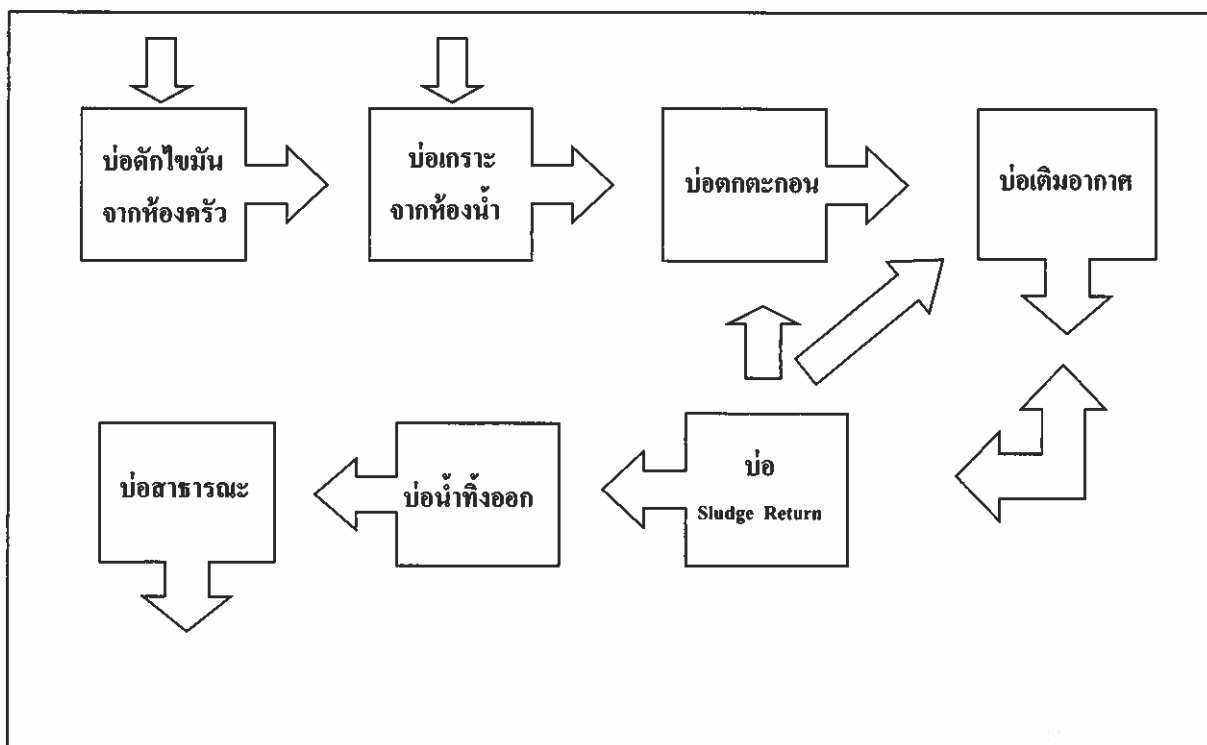 บ่อดักไขมัน
จากห้องครัว
บ่อเกราะ
จากห้องน้ำ
บ่อตกตะกอน
บ่อเติมอากาศ
บ่อสาธารณะ
บ่อน้ำทิ้งออก
บ่อ
Sludge Return